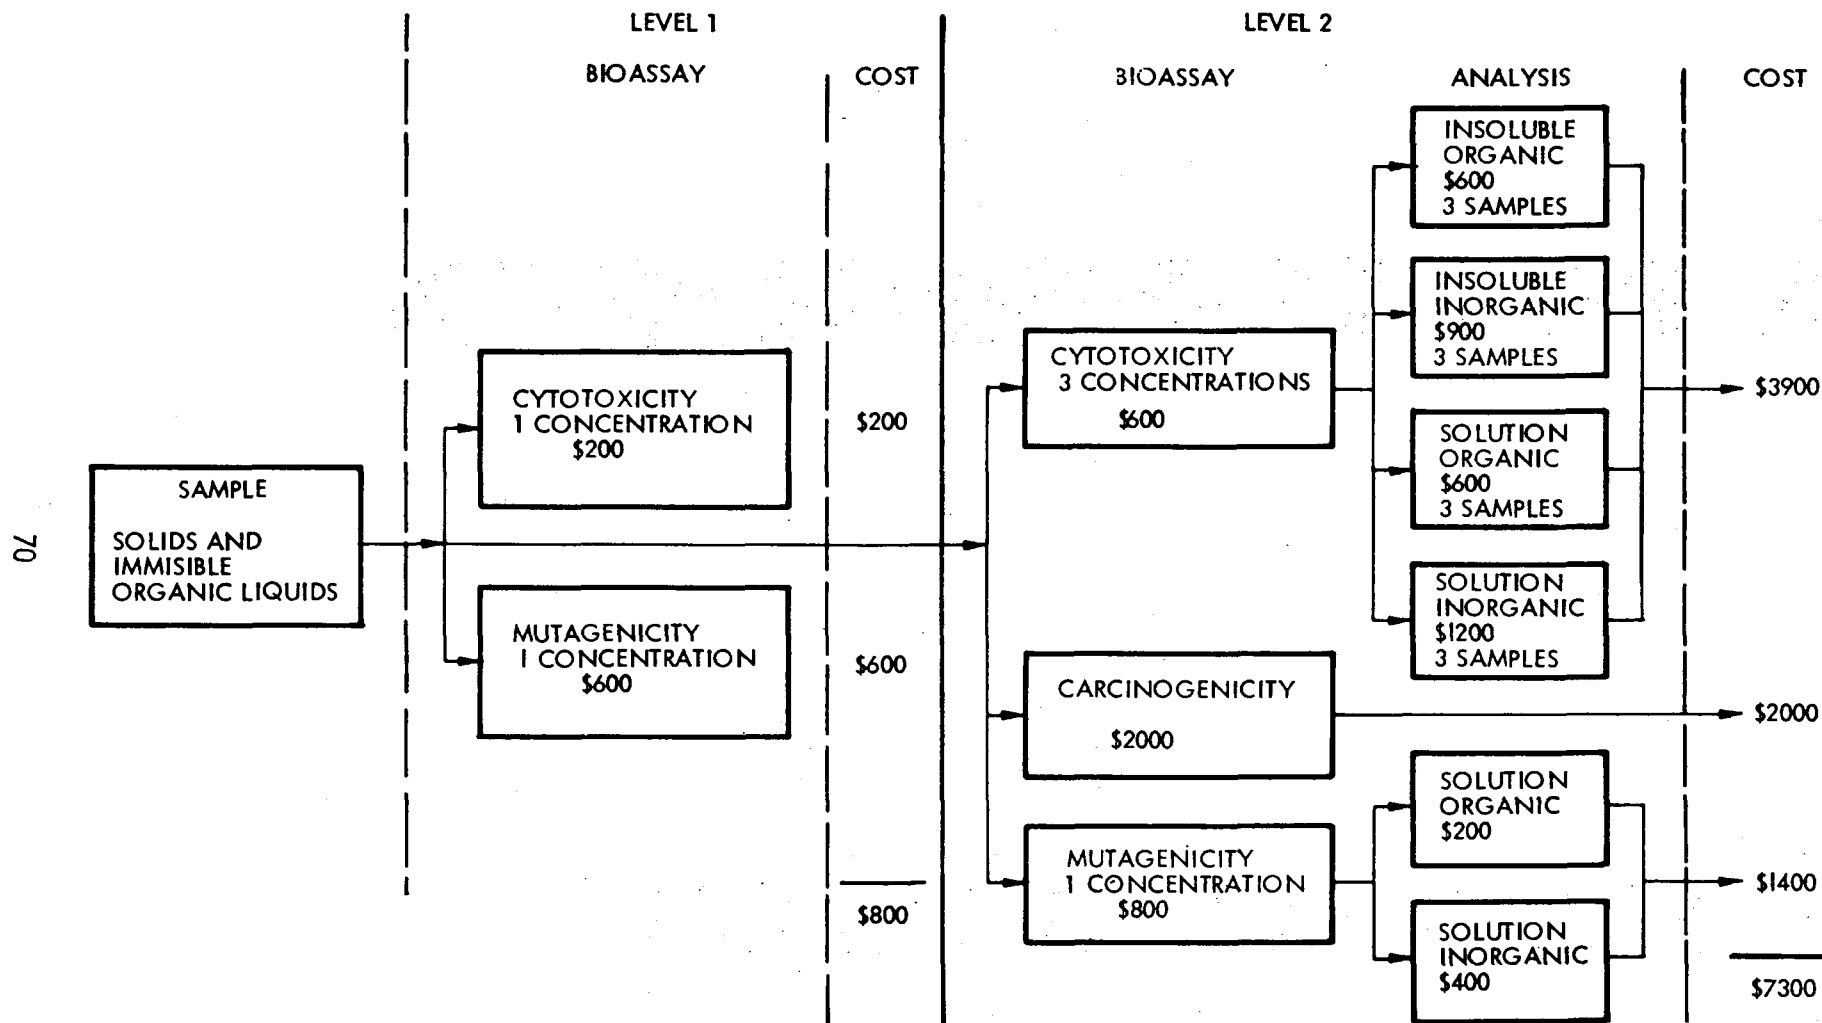 LEVEL 1
LEVEL 2
BIOASSAY
COST
BIOASSAY
ANALYSIS
COST
SAMPLE
SOLIDS AND
IMMISIBLE
ORGANIC LIQUIDS
CYTOTOXICITY
1 CONCENTRATION
$200
$200
MUTAGENICITY
1 CONCENTRATION
$600
$600
$800
CYTOTOXICITY
3 CONCENTRATIONS
$600
INSOLUBLE
ORGANIC
$600
3 SAMPLES
INSOLUBLE
INORGANIC
$900
3 SAMPLES
SOLUTION
ORGANIC
$600
3 SAMPLES
SOLUTION
INORGANIC
$1200
3 SAMPLES
$3900
CARCINOGENICITY
$2000
$2000
MUTAGENICITY
1 CONCENTRATION
$800
SOLUTION
ORGANIC
$200
SOLUTION
INORGANIC
$400
$1400
$7300
70